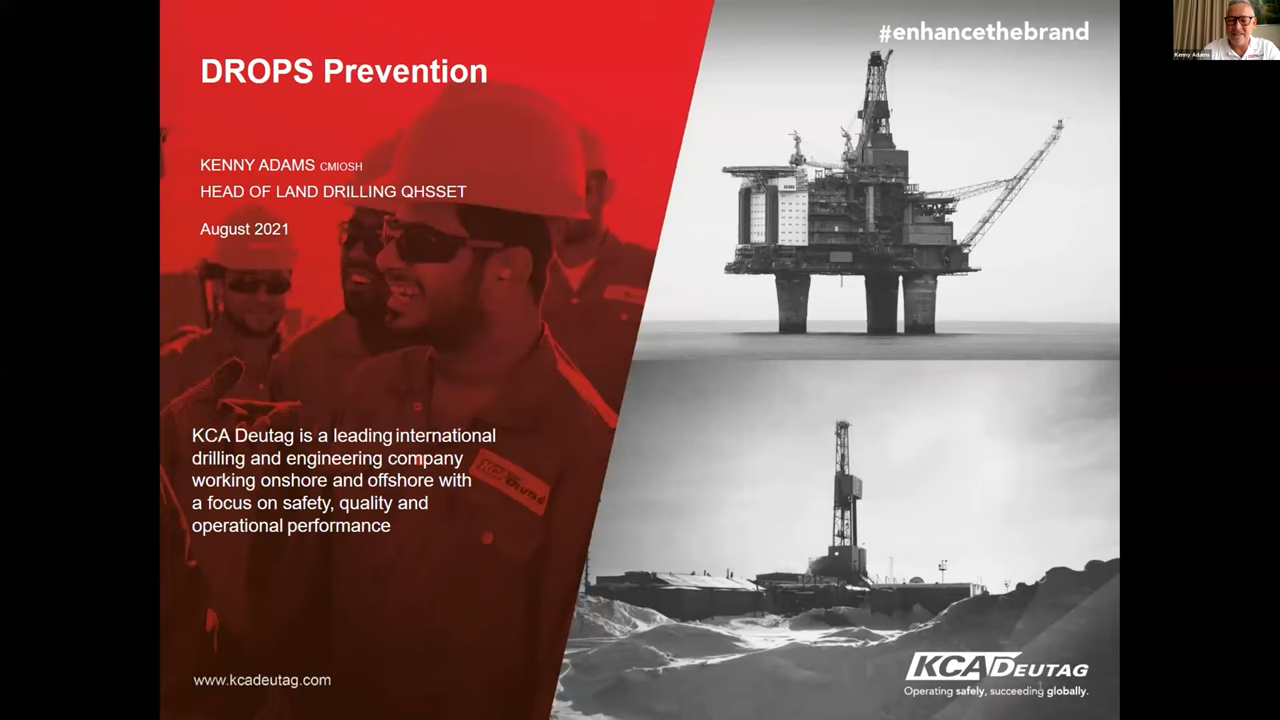 #enhancethebrand
DROPS Prevention
Kenny Adams
KENNY ADAMS CMIOSH
HEAD OF LAND DRILLING QHSSET
August 2021
KCA Deutag is a leading international
drilling and engineering company
working onshore and offshore with
a focus on safety, quality and
operational performance
KCA DEUTAG
www.kcadeutag.com
KCA DEUTAG
Operating safely, succeeding globally.